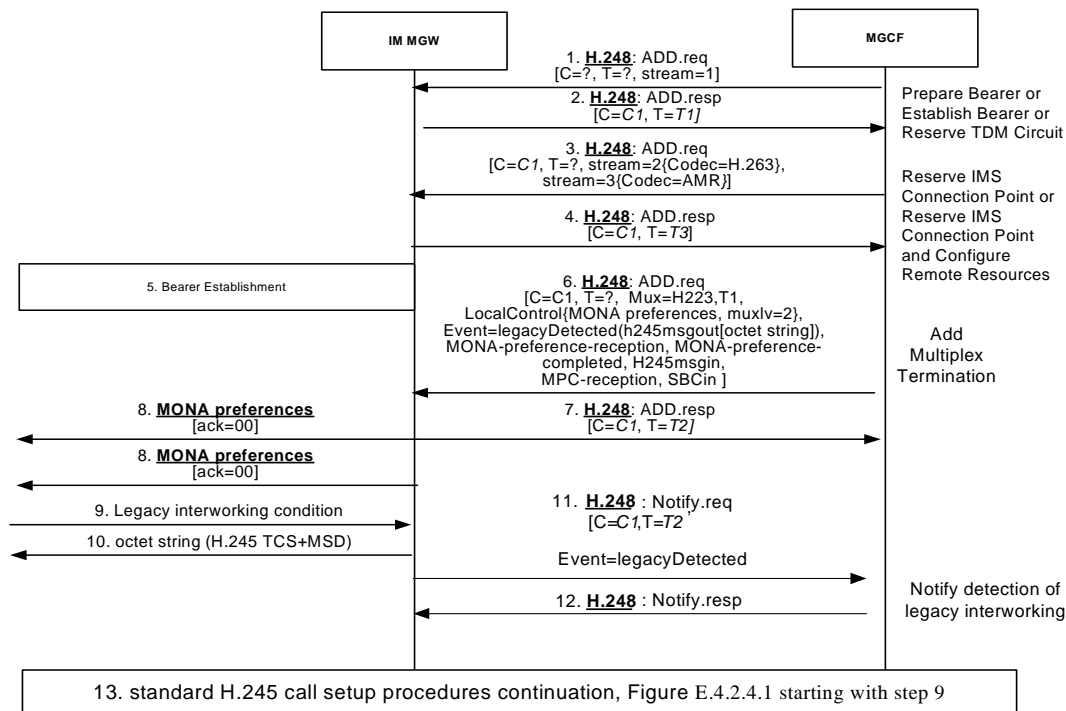 IM MGW
MGCF
1. H.248: ADD.req
[C=?, T=?, stream=1]
2. H.248: ADD.resp
[C=C1, T=T1]
Prepare Bearer or
Establish Bearer or
Reserve TDM Circuit
3. H.248: ADD.req
[C=C1, T=?, stream=2{Codec=H.263},
stream=3{Codec=AMR}]
4. H.248: ADD.resp
[C=C1, T=T3]
Reserve IMS
Connection Point or
Reserve IMS
Connection Point
and Configure
Remote Resources
5. Bearer Establishment
6. H.248: ADD.req
[C=C1, T=?, Mux=H223,T1,
LocalControl{MONA preferences, muxlv=2},
Event=legacyDetected(h245msgout[octet string]),
MONA-preference-reception, MONA-preference-
completed, H245msgin,
MPC-reception, SBCin ]
Add
Multiplex
Termination
8. MONA preferences
[ack=00]
7. H.248: ADD.resp
[C=C1, T=T2]
8. MONA preferences
[ack=00]
9. Legacy interworking condition
10. octet string (H.245 TCS+MSD)
11. H.248 : Notify.req
[C=C1,T=T2 ,
Event=legacyDetected
12. H.248 : Notify.resp
Notify detection of
legacy interworking
13. standard H.245 call setup procedures continuation, Figure E.4.2.4.1 starting with step 9